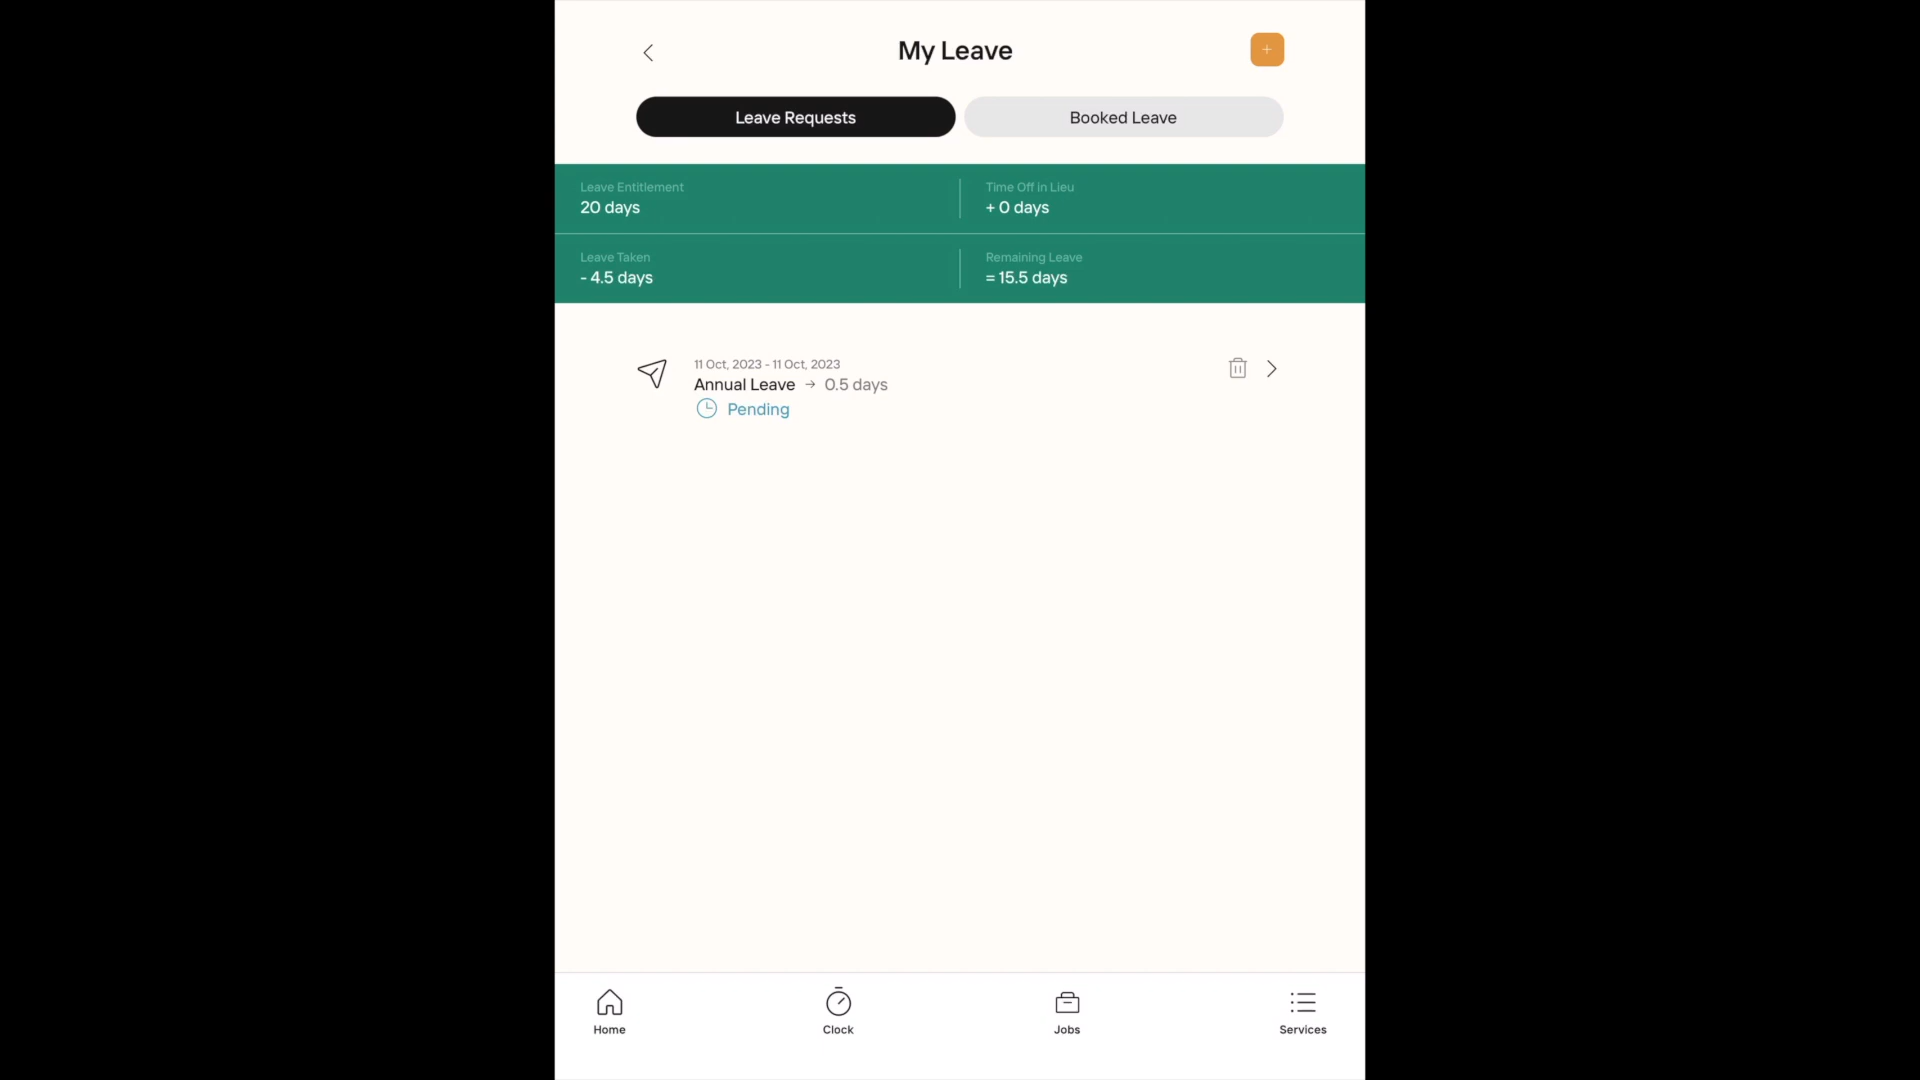 My Leave
+
Leave Requests
Booked Leave
Leave Entitlement
20 days
Time Off in Lieu
+ 0 days
Leave Taken
- 4.5 days
Remaining Leave
= 15.5 days
11 Oct, 2023 - 11 Oct, 2023
Annual Leave → 0.5 days
Pending
Home
Clock
Jobs
Services